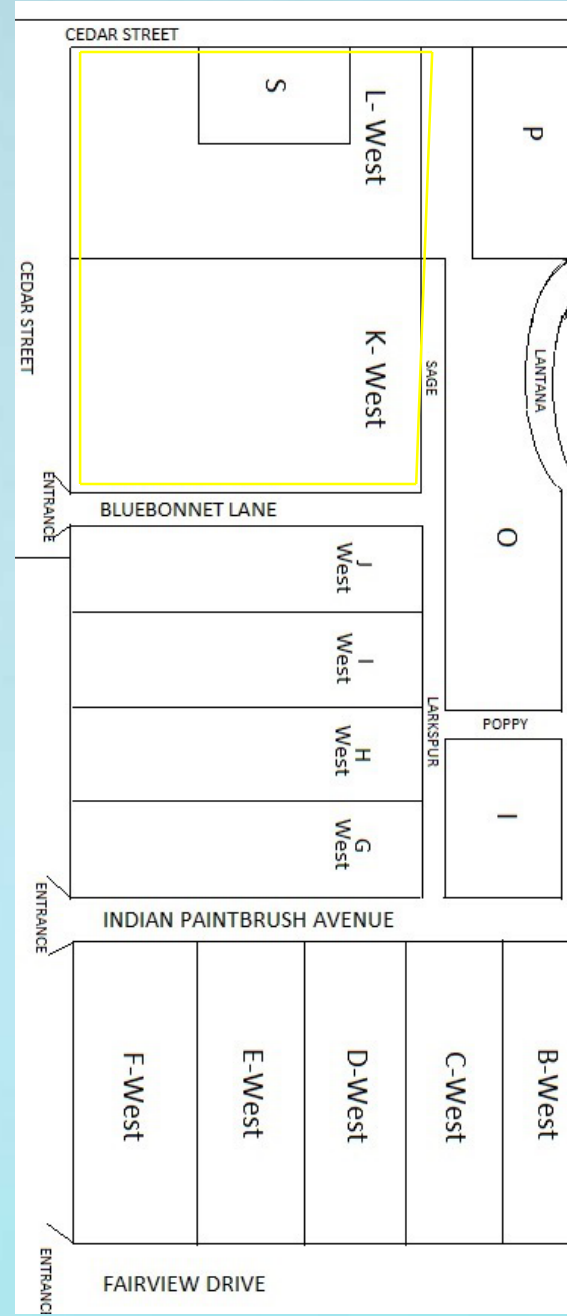 CEDAR STREET
S
L- West
P
CEDAR STREET
K- West
SAGE
LANTANA
ENTRANCE
BLUEBONNET LANE
O
J
West
I
West
LARKSPUR
POPPY
H
West
G
West
I
ENTRANCE
INDIAN PAINTBRUSH AVENUE
F-West
E-West
D-West
C-West
B-West
ENTRANCE
FAIRVIEW DRIVE